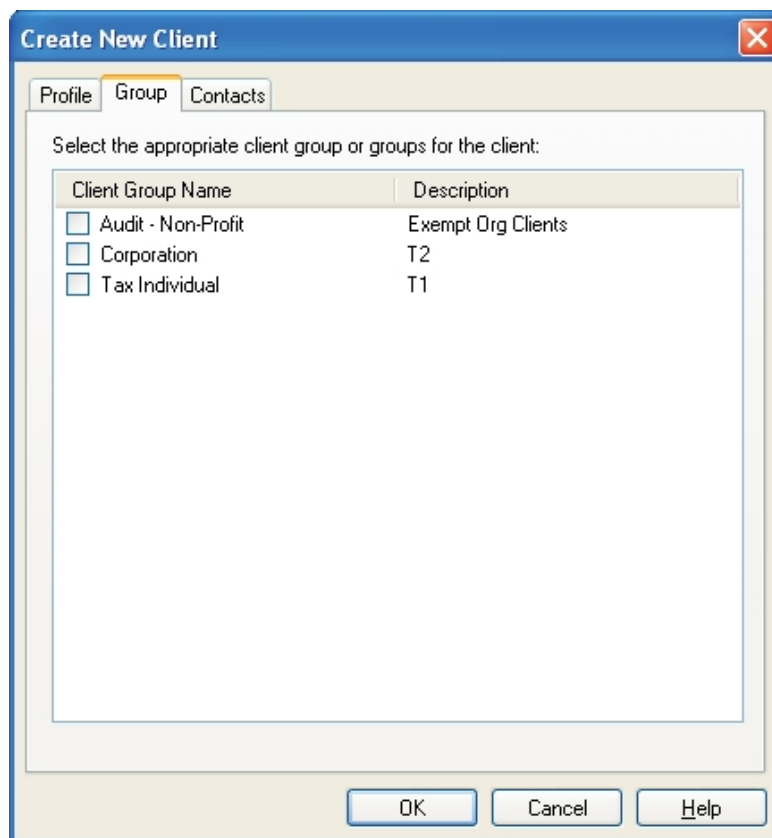 Create New Client
Profile Group Contacts
Select the appropriate client group or groups for the client:
Client Group Name Description
Audit - Non-Profit Exempt Org Clients
Corporation T2
Tax Individual T1
OK Cancel Help